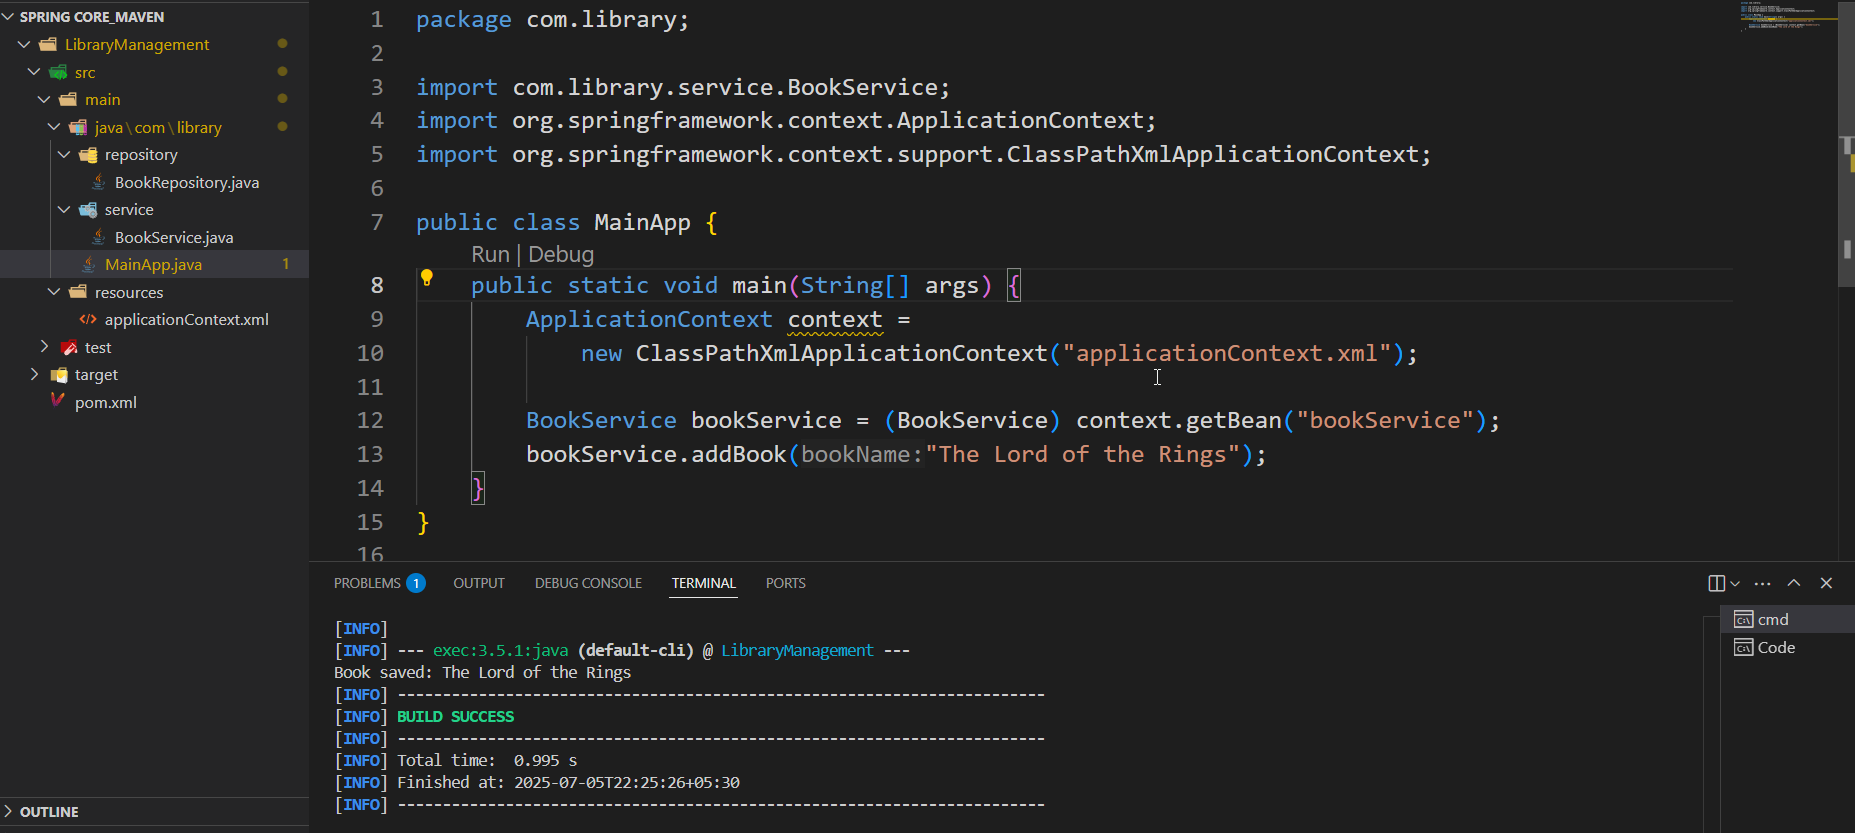 SPRING CORE_MAVEN
LibraryManagement
src
main
java\com\library
repository
BookRepository.java
service
BookService.java
MainApp.java 1
resources
applicationContext.xml
test
target
pom.xml
OUTLINE
1 package com.library;
2
3 import com.library.service.BookService;
4 import org.springframework.context.ApplicationContext;
5 import org.springframework.context.support.ClassPathXmlApplicationContext;
6
7 public class MainApp {
Run | Debug
8 public static void main(String[] args) {
9 ApplicationContext context =
10 new ClassPathXmlApplicationContext("applicationContext.xml");
11
12 BookService bookService = (BookService) context.getBean("bookService");
13 bookService.addBook(bookName:"The Lord of the Rings");
14 }
15 }
16
PROBLEMS 1 OUTPUT DEBUG CONSOLE TERMINAL PORTS
[INFO]
[INFO] --- exec:3.5.1:java (default-cli) @ LibraryManagement ---
Book saved: The Lord of the Rings
[INFO] ------------------------------------------------------------------------
[INFO] BUILD SUCCESS
[INFO] ------------------------------------------------------------------------
[INFO] Total time:  0.995 s
[INFO] Finished at: 2025-07-05T22:25:26+05:30
[INFO] ------------------------------------------------------------------------
cmd
Code